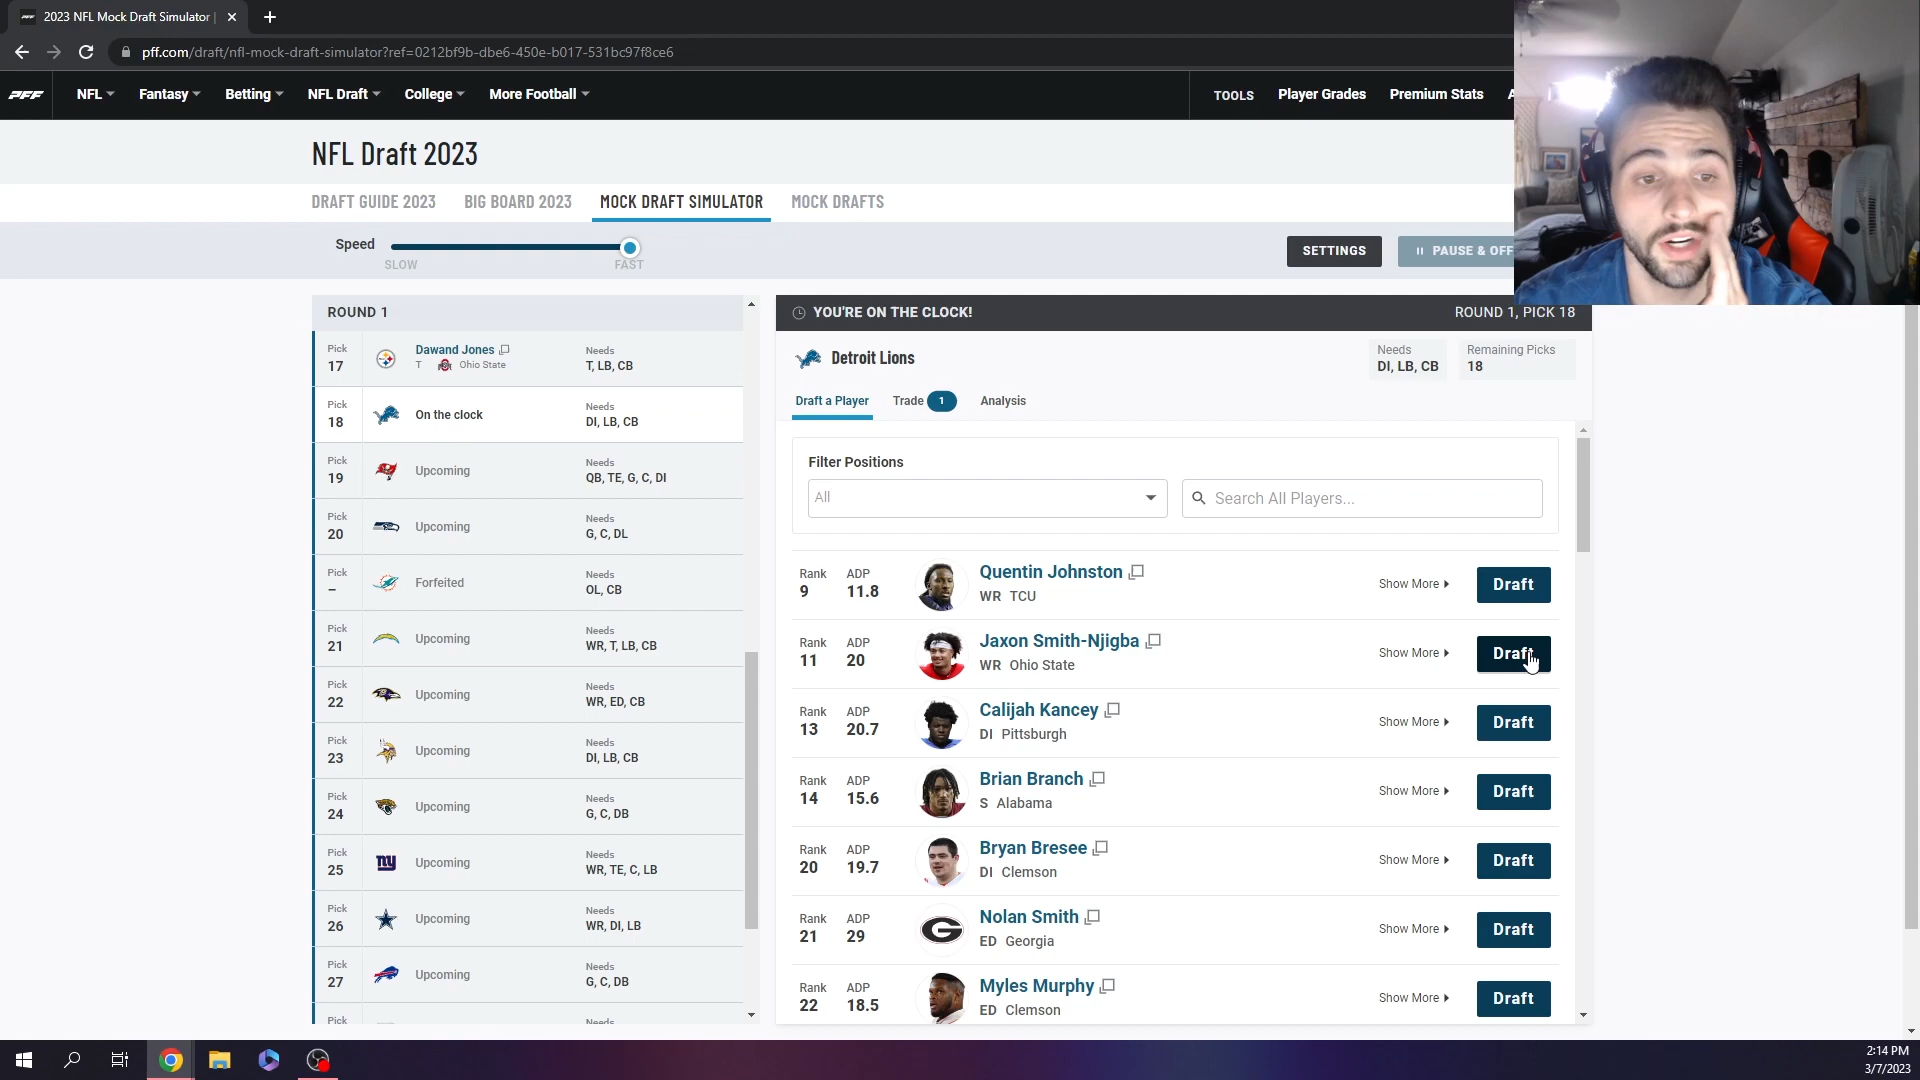 PFF 2023 NFL Mock Draft Simulator |
pff.com/draft/nfl-mock-draft-simulator?ref=0212bf9b-dbe6-450e-b017-531bc97f8ce6
PFF NFL Fantasy Betting NFL Draft College More Football TOOLS Player Grades Premium Stats A
NFL Draft 2023
DRAFT GUIDE 2023 BIG BOARD 2023 MOCK DRAFT SIMULATOR MOCK DRAFTS
Speed
SLOW FAST
SETTINGS
PAUSE & OFF
ROUND 1
Pick
17
Dawand Jones
T Ohio State
Needs
T, LB, CB
Pick
18
On the clock
Needs
DI, LB, CB
Pick
19
Upcoming
Needs
QB, TE, G, C, DI
Pick
20
Upcoming
Needs
G, C, DL
Pick
–
Forfeited
Needs
OL, CB
Pick
21
Upcoming
Needs
WR, T, LB, CB
Pick
22
Upcoming
Needs
WR, ED, CB
Pick
23
Upcoming
Needs
DI, LB, CB
Pick
24
Upcoming
Needs
G, C, DB
Pick
25
ny
Upcoming
Needs
WR, TE, C, LB
Pick
26
Upcoming
Needs
WR, DI, LB
Pick
27
Upcoming
Needs
G, C, DB
Pick
Needs
YOU'RE ON THE CLOCK! ROUND 1, PICK 18
Detroit Lions
Needs
DI, LB, CB
Remaining Picks
18
Draft a Player Trade 1 Analysis
Filter Positions
All
Search All Players...
Rank
9
ADP
11.8
Quentin Johnston
WR TCU
Show More
Draft
Rank
11
ADP
20
Jaxon Smith-Njigba
WR Ohio State
Show More
Draft
Rank
13
ADP
20.7
Calijah Kancey
DI Pittsburgh
Show More
Draft
Rank
14
ADP
15.6
Brian Branch
S Alabama
Show More
Draft
Rank
20
ADP
19.7
Bryan Bresee
DI Clemson
Show More
Draft
Rank
21
ADP
29
G
Nolan Smith
ED Georgia
Show More
Draft
Rank
22
ADP
18.5
Myles Murphy
ED Clemson
Show More
Draft
2:14 PM
3/7/2023